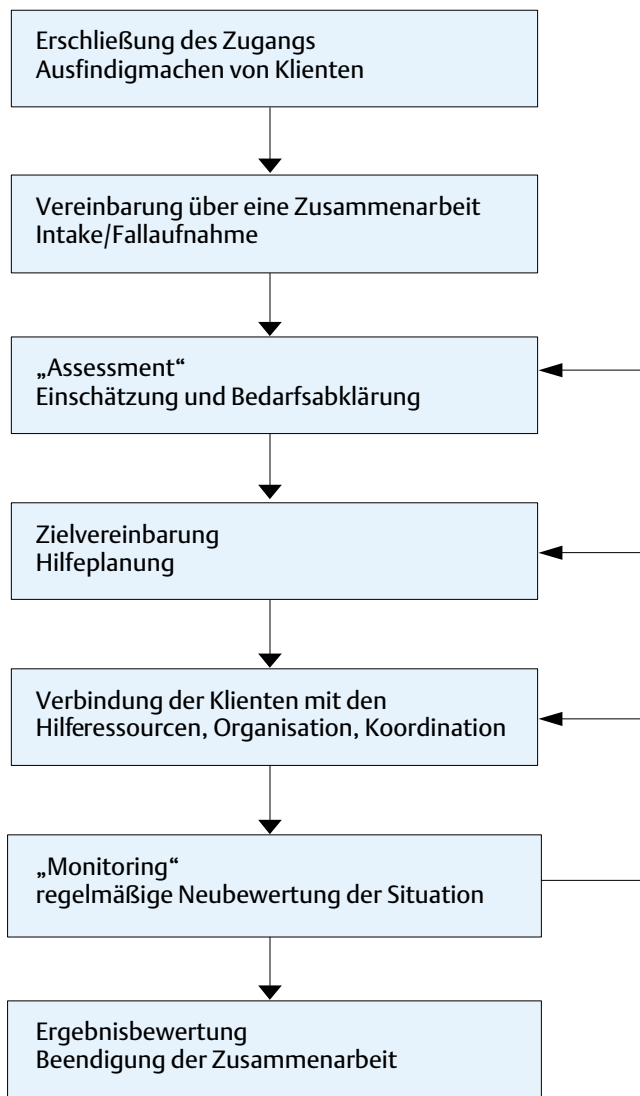 Erschließung des Zugangs
Ausfindigmachen von Klienten
Vereinbarung über eine Zusammenarbeit
Intake/Fallaufnahme
„Assessment“
Einschätzung und Bedarfsabklärung
Zielvereinbarung
Hilfeplanung
Verbindung der Klienten mit den
Hilferessourcen, Organisation, Koordination
„Monitoring“
regelmäßige Neubewertung der Situation
Ergebnisbewertung
Beendigung der Zusammenarbeit